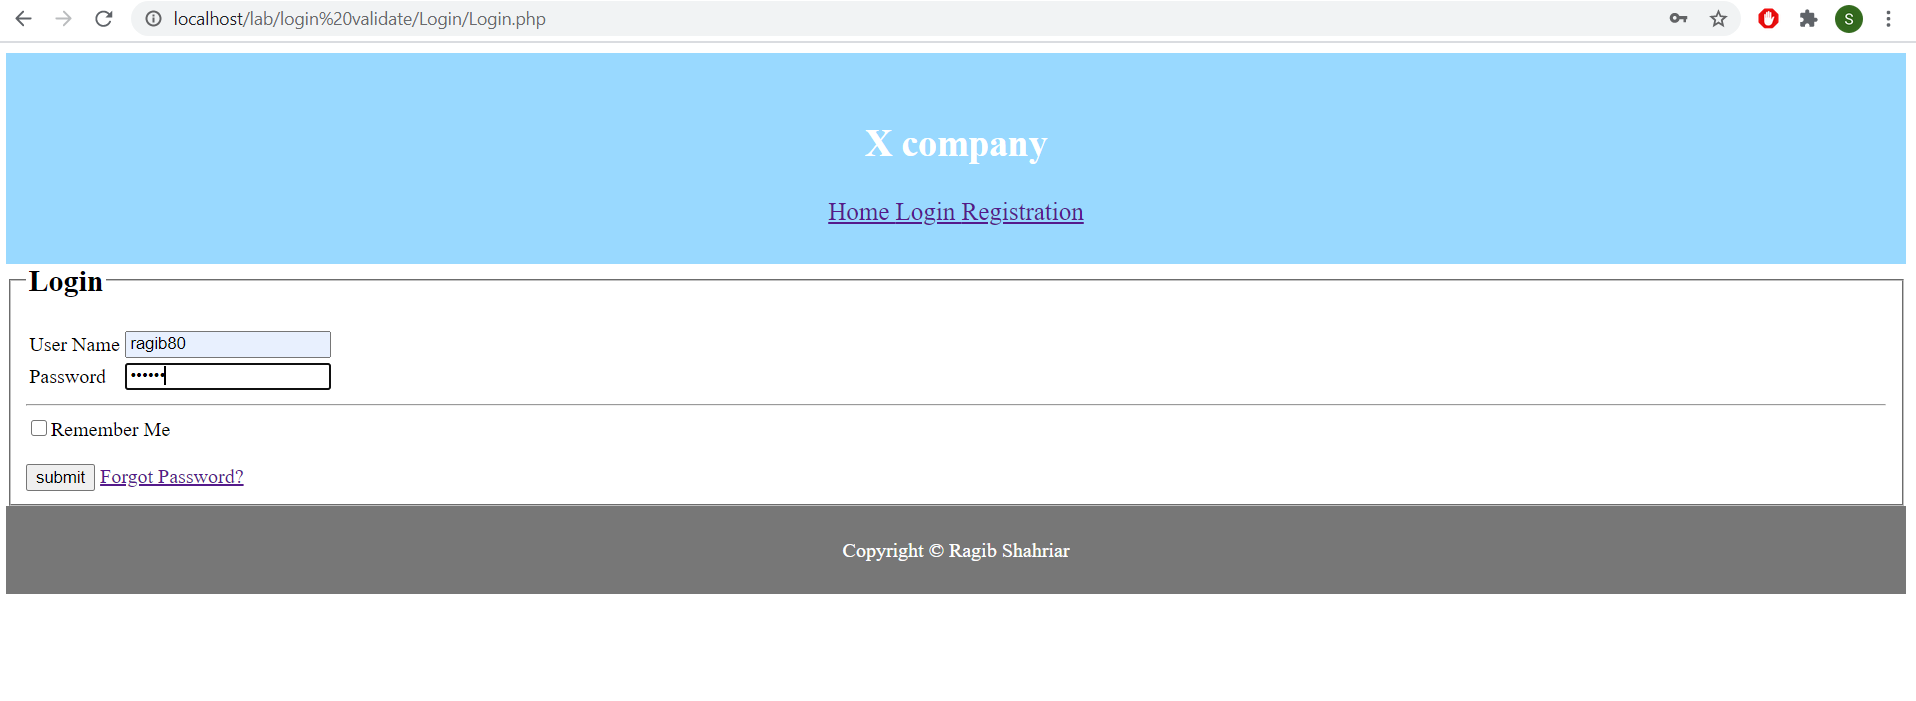 localhost/lab/login%20validate/Login/Login.php
S
X company
Home Login Registration
Login
User Name ragib80
Password ••••••
Remember Me
submit Forgot Password?
Copyright © Ragib Shahriar